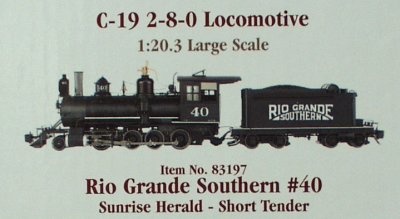 C-19 2-8-0 Locomotive
1:20.3 Large Scale
40
RIO GRANDE
SOUTHERN
Item No. 83197
Rio Grande Southern #40
Sunrise Herald - Short Tender